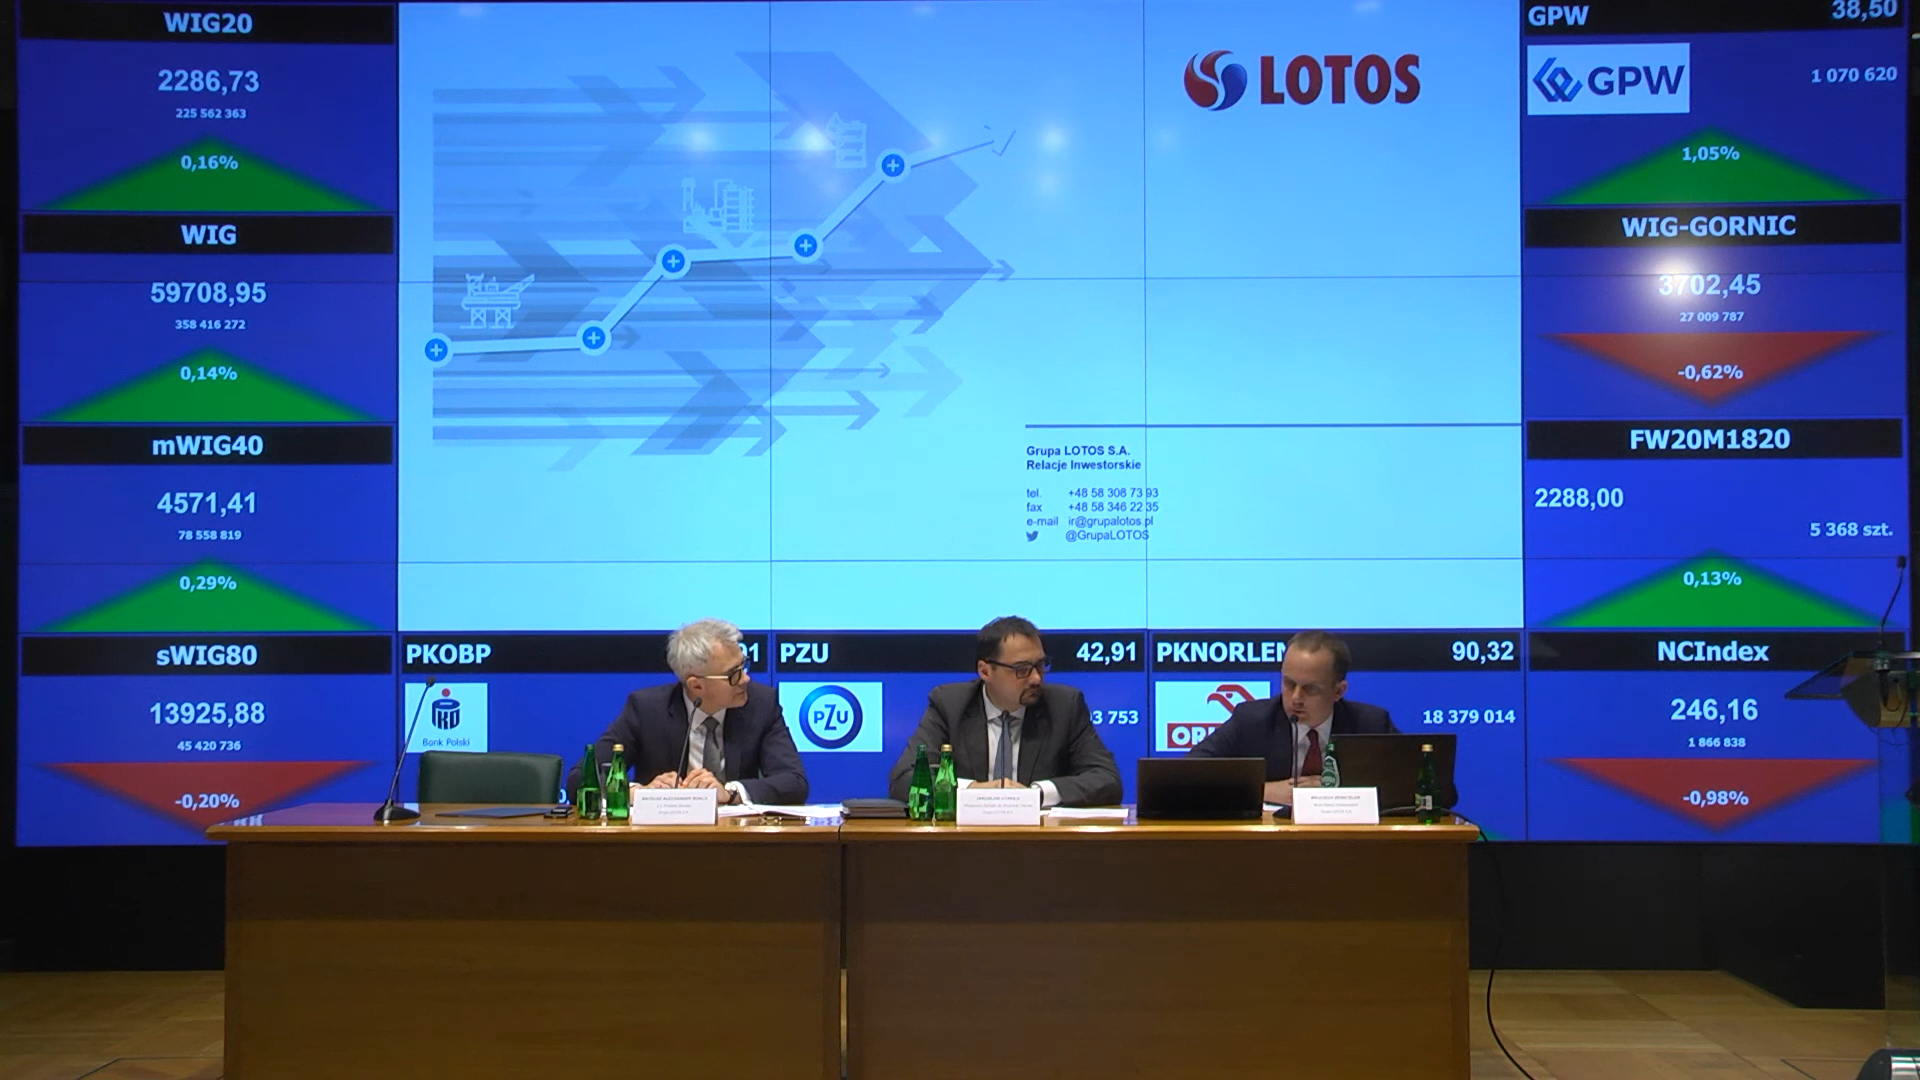 WIG20
2286,73
225 562 363
0,16%
WIG
59708,95
358 416 272
0,14%
mWIG40
4571,41
78 558 819
0,29%
sWIG80
13925,88
45 420 736
-0,20%
LOTOS
Grupa LOTOS S.A.
Relacje Inwestorskie
tel. +48 58 308 73 93
fax +48 58 346 22 35
e-mail ir@grupalotos.pl
@GrupaLOTOS
PKOBP
Bank Polski
PZU 42,91
PZU
PKNORLEN 90,32
18 379 014
GPW 38,50
GPW
1 070 620
1,05%
WIG-GORNIC
3702,45
27 009 787
-0,62%
FW20M1820
2288,00
5 368 szt.
0,13%
NCIndex
246,16
1 866 838
-0,98%